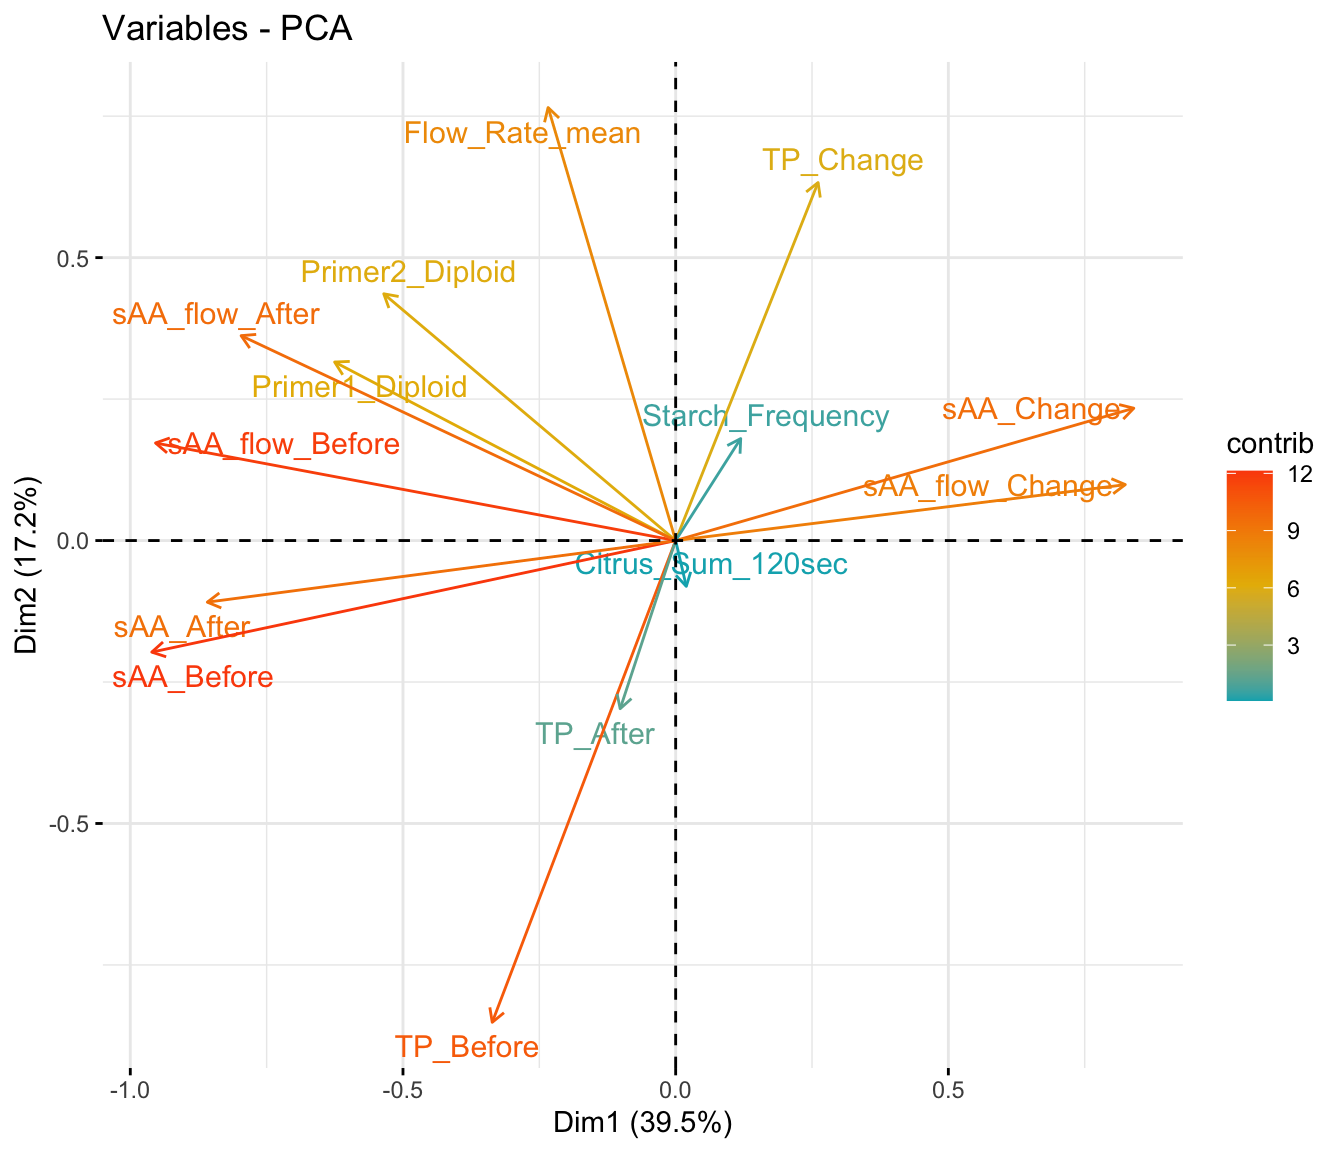 Variables - PCA
Flow_Rate_mean
TP_Change
Primer2_Diploid
sAA_flow_After
Primer1_Diploid
Starch_Frequency
sAA_Change
sAA_flow_Before
sAA_flow_Change
Citrus_Sum_120sec
sAA_After
sAA_Before
TP_After
TP_Before
0.5
0.0
-0.5
Dim2 (17.2%)
-1.0
-0.5
0.0
0.5
Dim1 (39.5%)
contrib
12
9
6
3